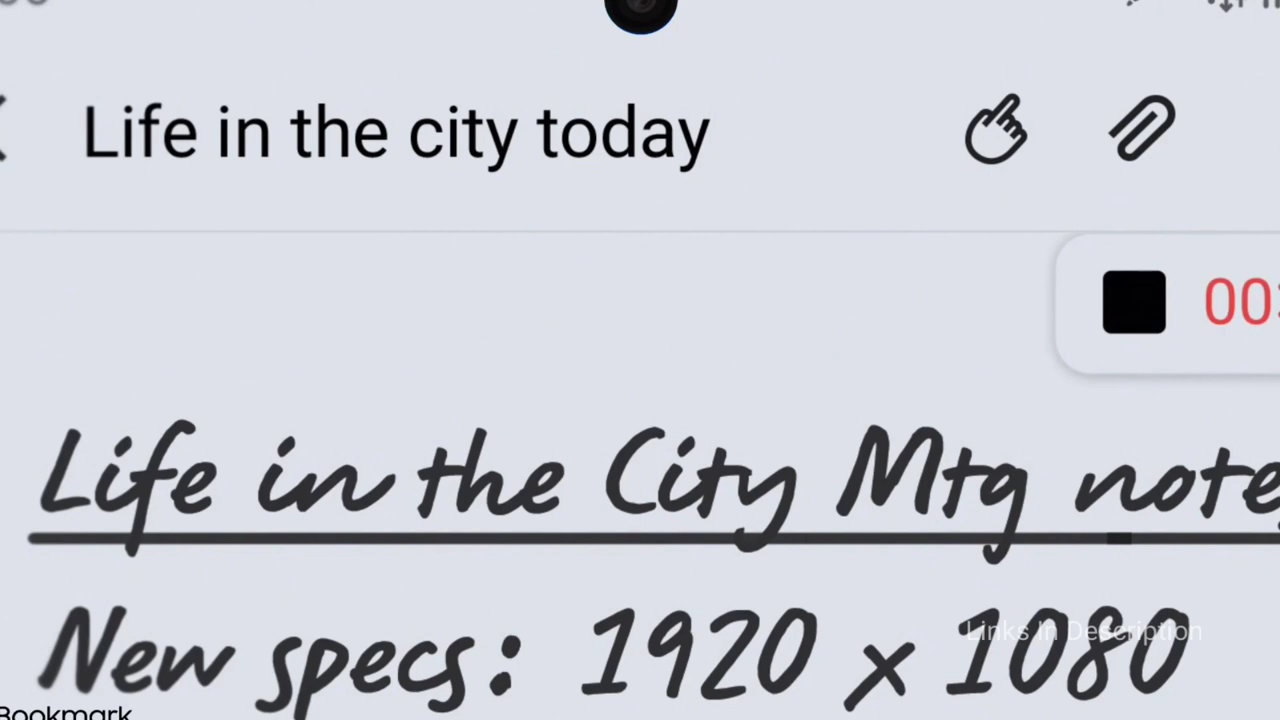 Life in the city today
00:
Life in the City Mtg note
New specs: 1920 x 1080
Links In Description
Bookmark